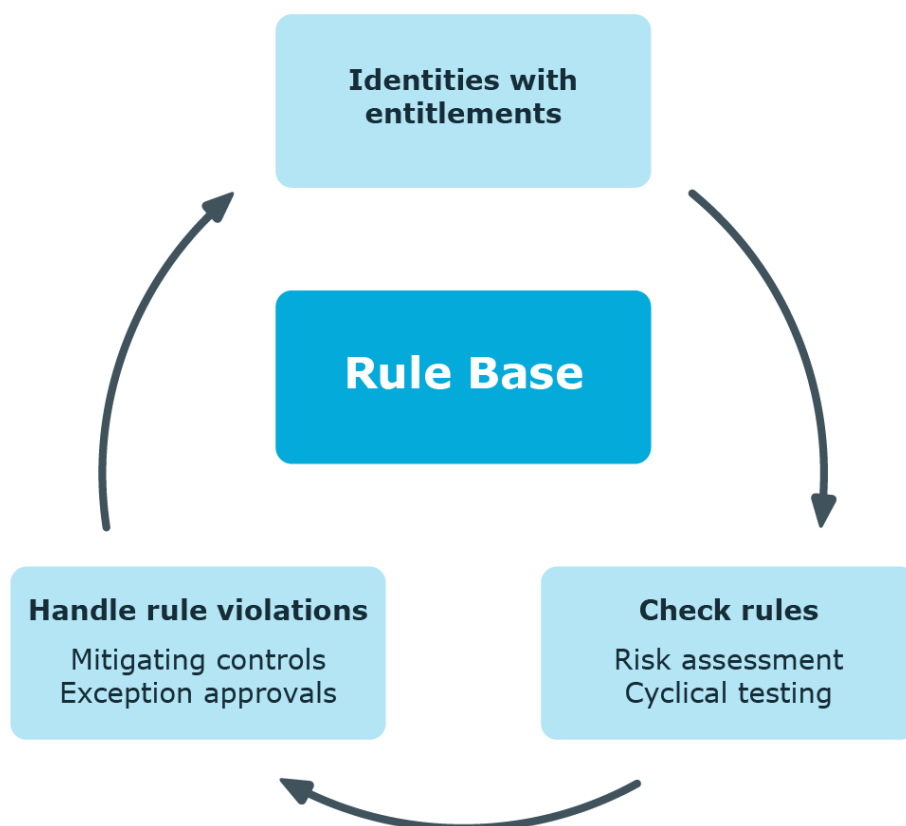 Identities with
entitlements
Rule Base
Handle rule violations
Mitigating controls
Exception approvals
Check rules
Risk assessment
Cyclical testing